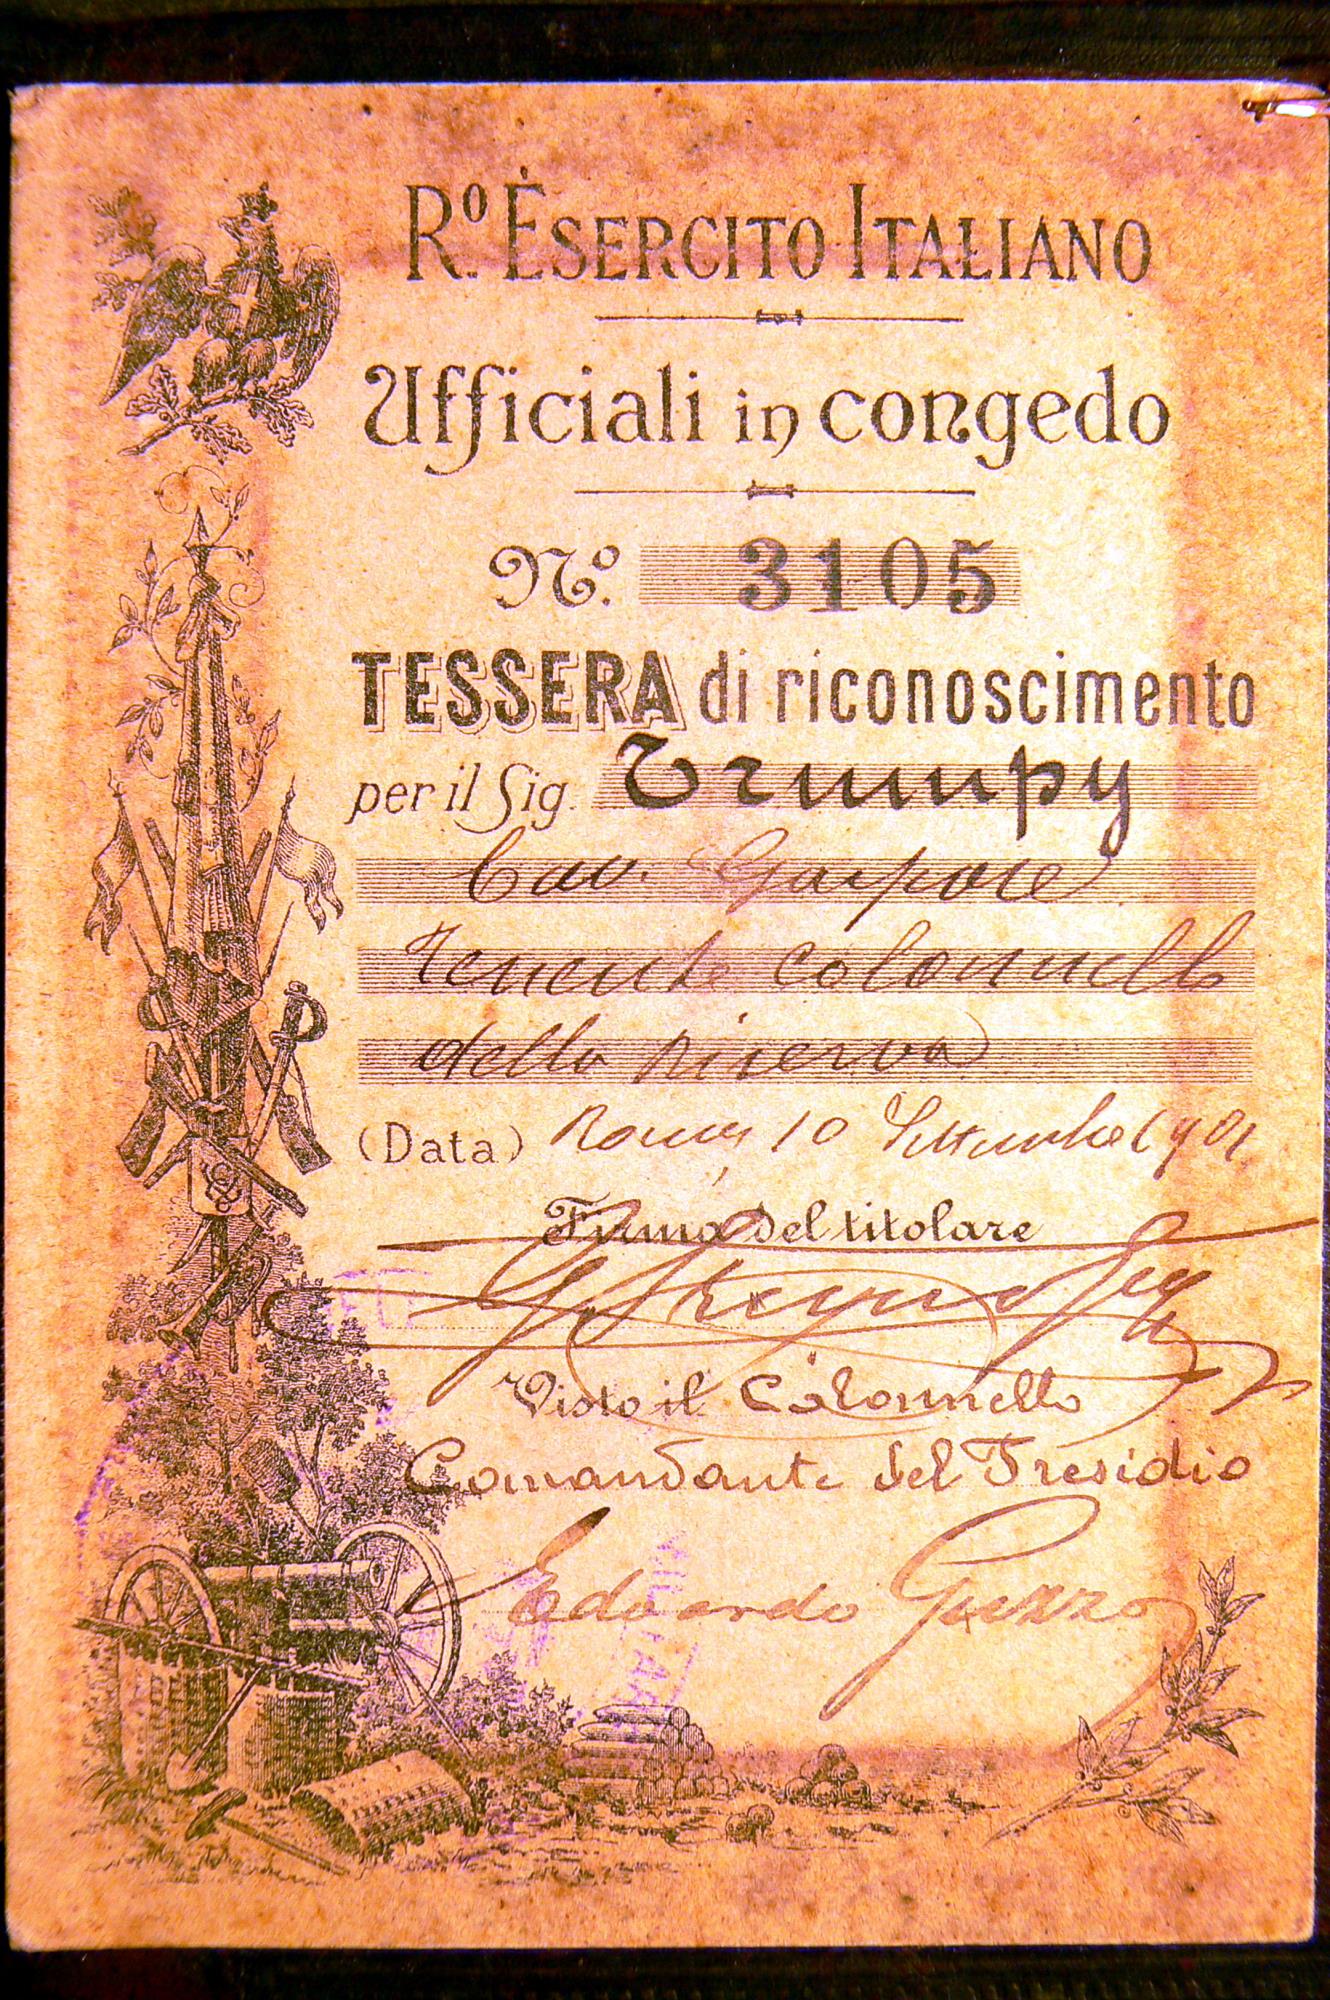 R.º Esercito Italiano
Ufficiali in congedo
Nº. 3105
TESSERA di riconoscimento
per il Sig. Trumpy
Cav. Gaspare
Tenente Colonnello
della riserva
(Data) Roma 10 Settembre 1901
Firma del titolare
Visto il Colonnello
Comandante del Presidio
Edoardo Guzzo